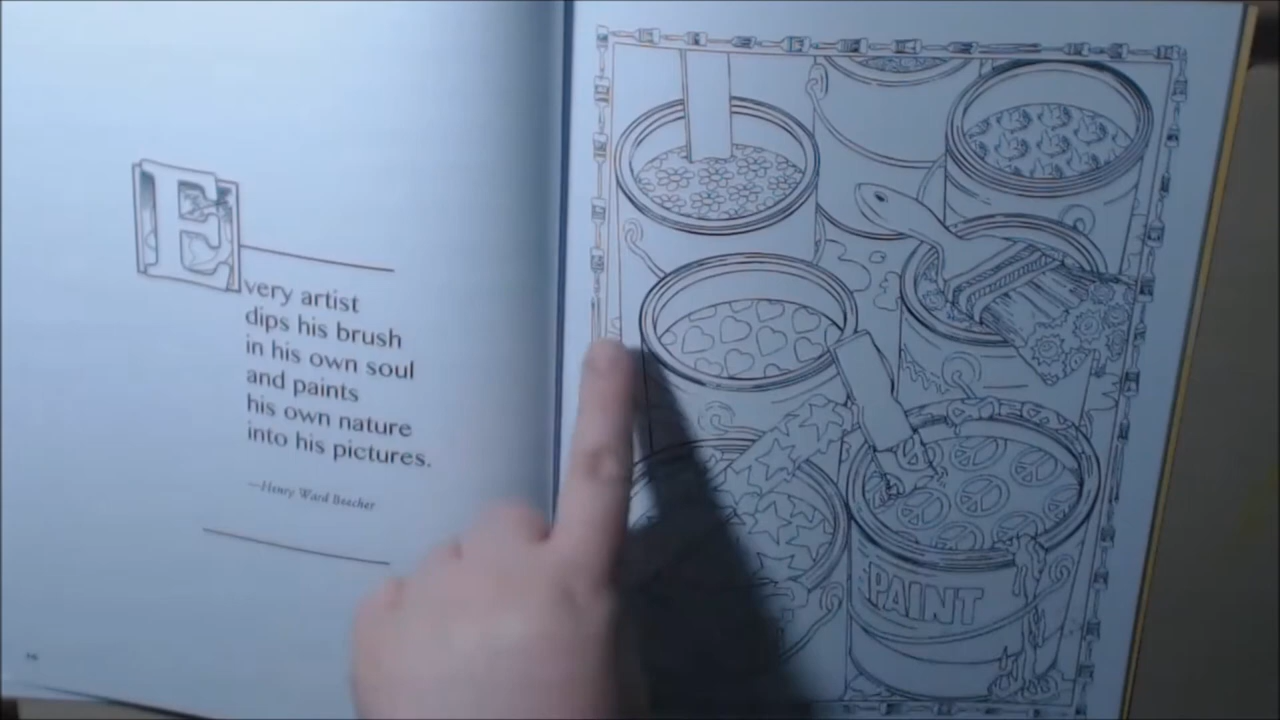 Every artist
dips his brush
in his own soul
and paints
his own nature
into his pictures.
—Henry Ward Beecher
PAINT